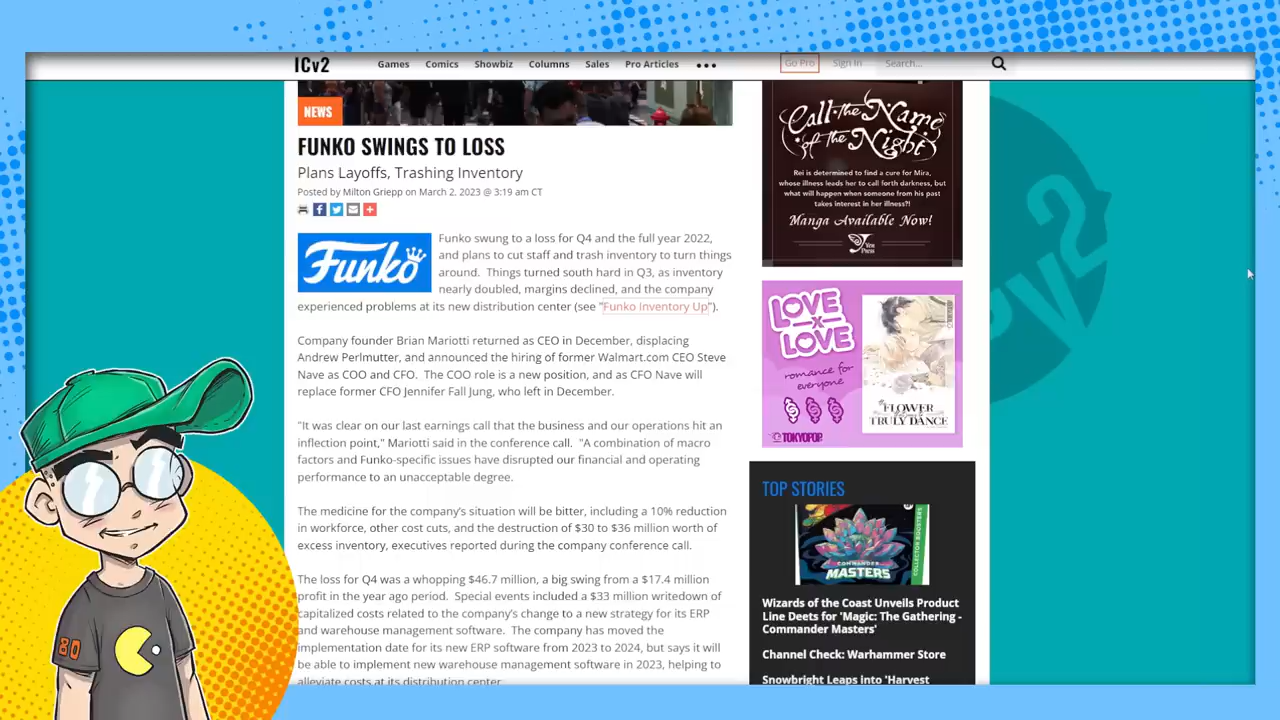 ICv2
Games Comics Showbiz Columns Sales Pro Articles •••
Go Pro Sign In Search...
NEWS
FUNKO SWINGS TO LOSS
Plans Layoffs, Trashing Inventory
Posted by Milton Griepp on March 2, 2023 @ 3:19 am CT
Funko
Funko swung to a loss for Q4 and the full year 2022,
and plans to cut staff and trash inventory to turn things
around. Things turned south hard in Q3, as inventory
nearly doubled, margins declined, and the company
experienced problems at its new distribution center (see "Funko Inventory Up").
Company founder Brian Mariotti returned as CEO in December, displacing
Andrew Perlmutter, and announced the hiring of former Walmart.com CEO Steve
Nave as COO and CFO. The COO role is a new position, and as CFO Nave will
replace former CFO Jennifer Fall Jung, who left in December.
"It was clear on our last earnings call that the business and our operations hit an
inflection point," Mariotti said in the conference call. "A combination of macro
factors and Funko-specific issues have disrupted our financial and operating
performance to an unacceptable degree.
The medicine for the company's situation will be bitter, including a 10% reduction
in workforce, other cost cuts, and the destruction of $30 to $36 million worth of
excess inventory, executives reported during the company conference call.
The loss for Q4 was a whopping $46.7 million, a big swing from a $17.4 million
profit in the year ago period. Special events included a $33 million writedown of
capitalized costs related to the company's change to a new strategy for its ERP
and warehouse management software. The company has moved the
implementation date for its new ERP software from 2023 to 2024, but says it will
be able to implement new warehouse management software in 2023, helping to
alleviate costs at its distribution center.
Call the Name
of the Night
Rei is determined to find a cure for Mira,
whose illness leads her to call forth darkness, but
what will happen when someone from his past
takes interest in her illness?!
Manga Available Now!
Yen
Press
LOVE
x
LOVE
romance for
everyone
TOKYOPOP
THE
FLOWER
THAT SEEMED TO
TRULY DANCE
TOP STORIES
COMMANDER
MASTERS
COLLECTOR BOOSTERS
Wizards of the Coast Unveils Product
Line Deets for 'Magic: The Gathering -
Commander Masters'
Channel Check: Warhammer Store
Snowbright Leaps into 'Harvest
80